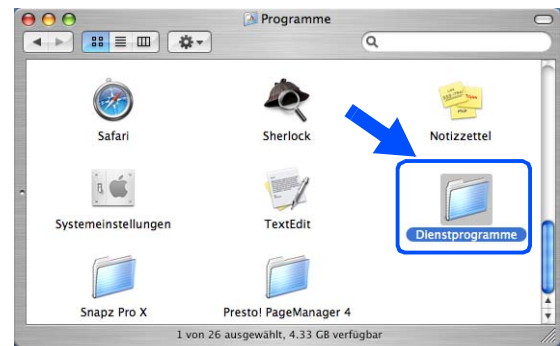 Programme
Safari
Sherlock
Notizzettel
Systemeinstellungen
TextEdit
Dienstprogramme
Snapz Pro X
Presto! PageManager 4
1 von 26 ausgewählt, 4.33 GB verfügbar